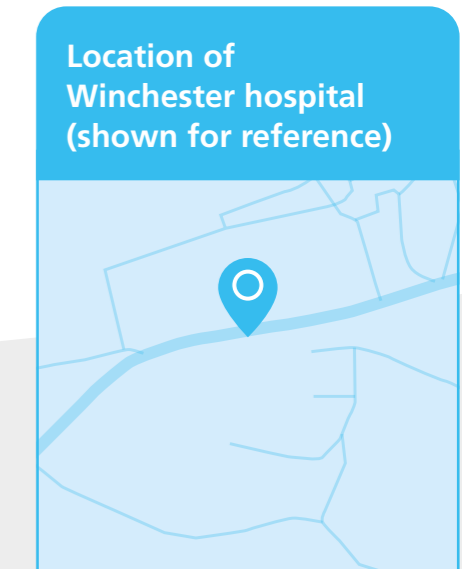 Location of
Winchester hospital
(shown for reference)